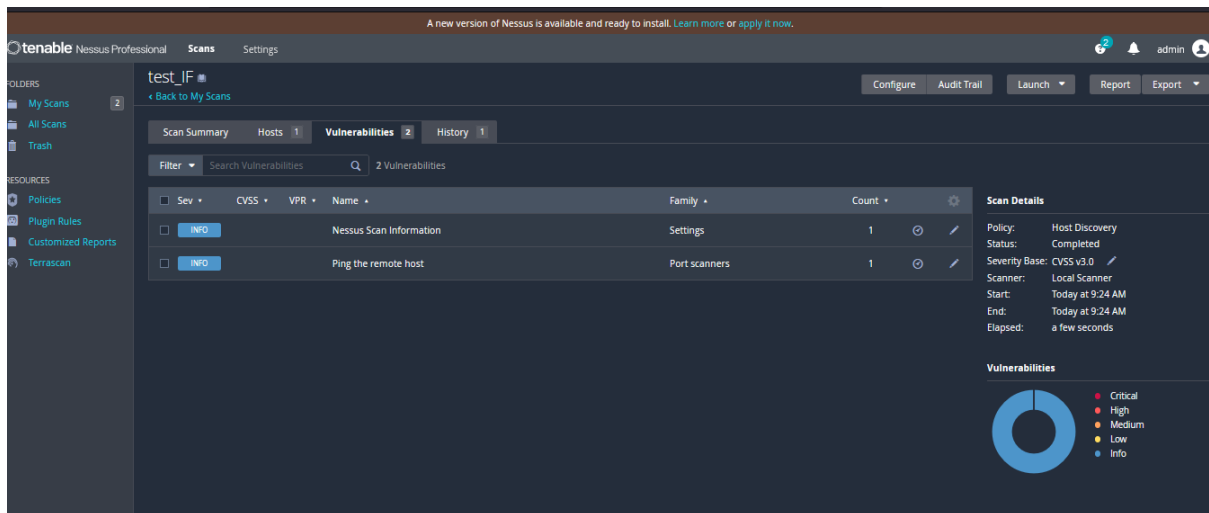 A new version of Nessus is available and ready to install. Learn more or apply it now.
tenable Nessus Professional Scans Settings 2 admin
FOLDERS
My Scans 2
All Scans
Trash
RESOURCES
Policies
Plugin Rules
Customized Reports
Terrascan
test_IF
‹ Back to My Scans
Configure Audit Trail Launch Report Export
Scan Summary Hosts 1 Vulnerabilities 2 History 1
Filter Search Vulnerabilities 2 Vulnerabilities
Sev CVSS VPR Name Family Count
INFO Nessus Scan Information Settings 1
INFO Ping the remote host Port scanners 1
Scan Details
Policy: Host Discovery
Status: Completed
Severity Base: CVSS v3.0
Scanner: Local Scanner
Start: Today at 9:24 AM
End: Today at 9:24 AM
Elapsed: a few seconds
Vulnerabilities
Critical
High
Medium
Low
Info